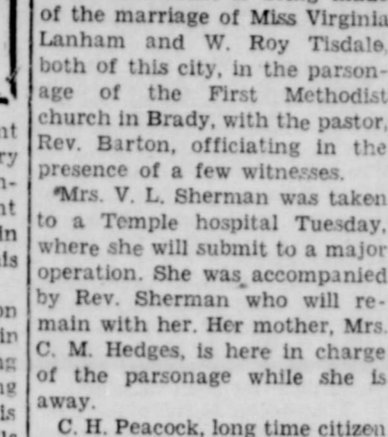 of the marriage of Miss Virginia
Lanham and W. Roy Tisdale,
both of this city, in the parson-
age of the First Methodist
church in Brady, with the pastor,
Rev. Barton, officiating in the
presence of a few witnesses.
"Mrs. V. L. Sherman was taken
to a Temple hospital Tuesday,
where she will submit to a major
operation. She was accompanied
by Rev. Sherman who will re-
main with her. Her mother, Mrs.
C. M. Hedges, is here in charge
of the parsonage while she is
away.
C. H. Peacock, long time citizen